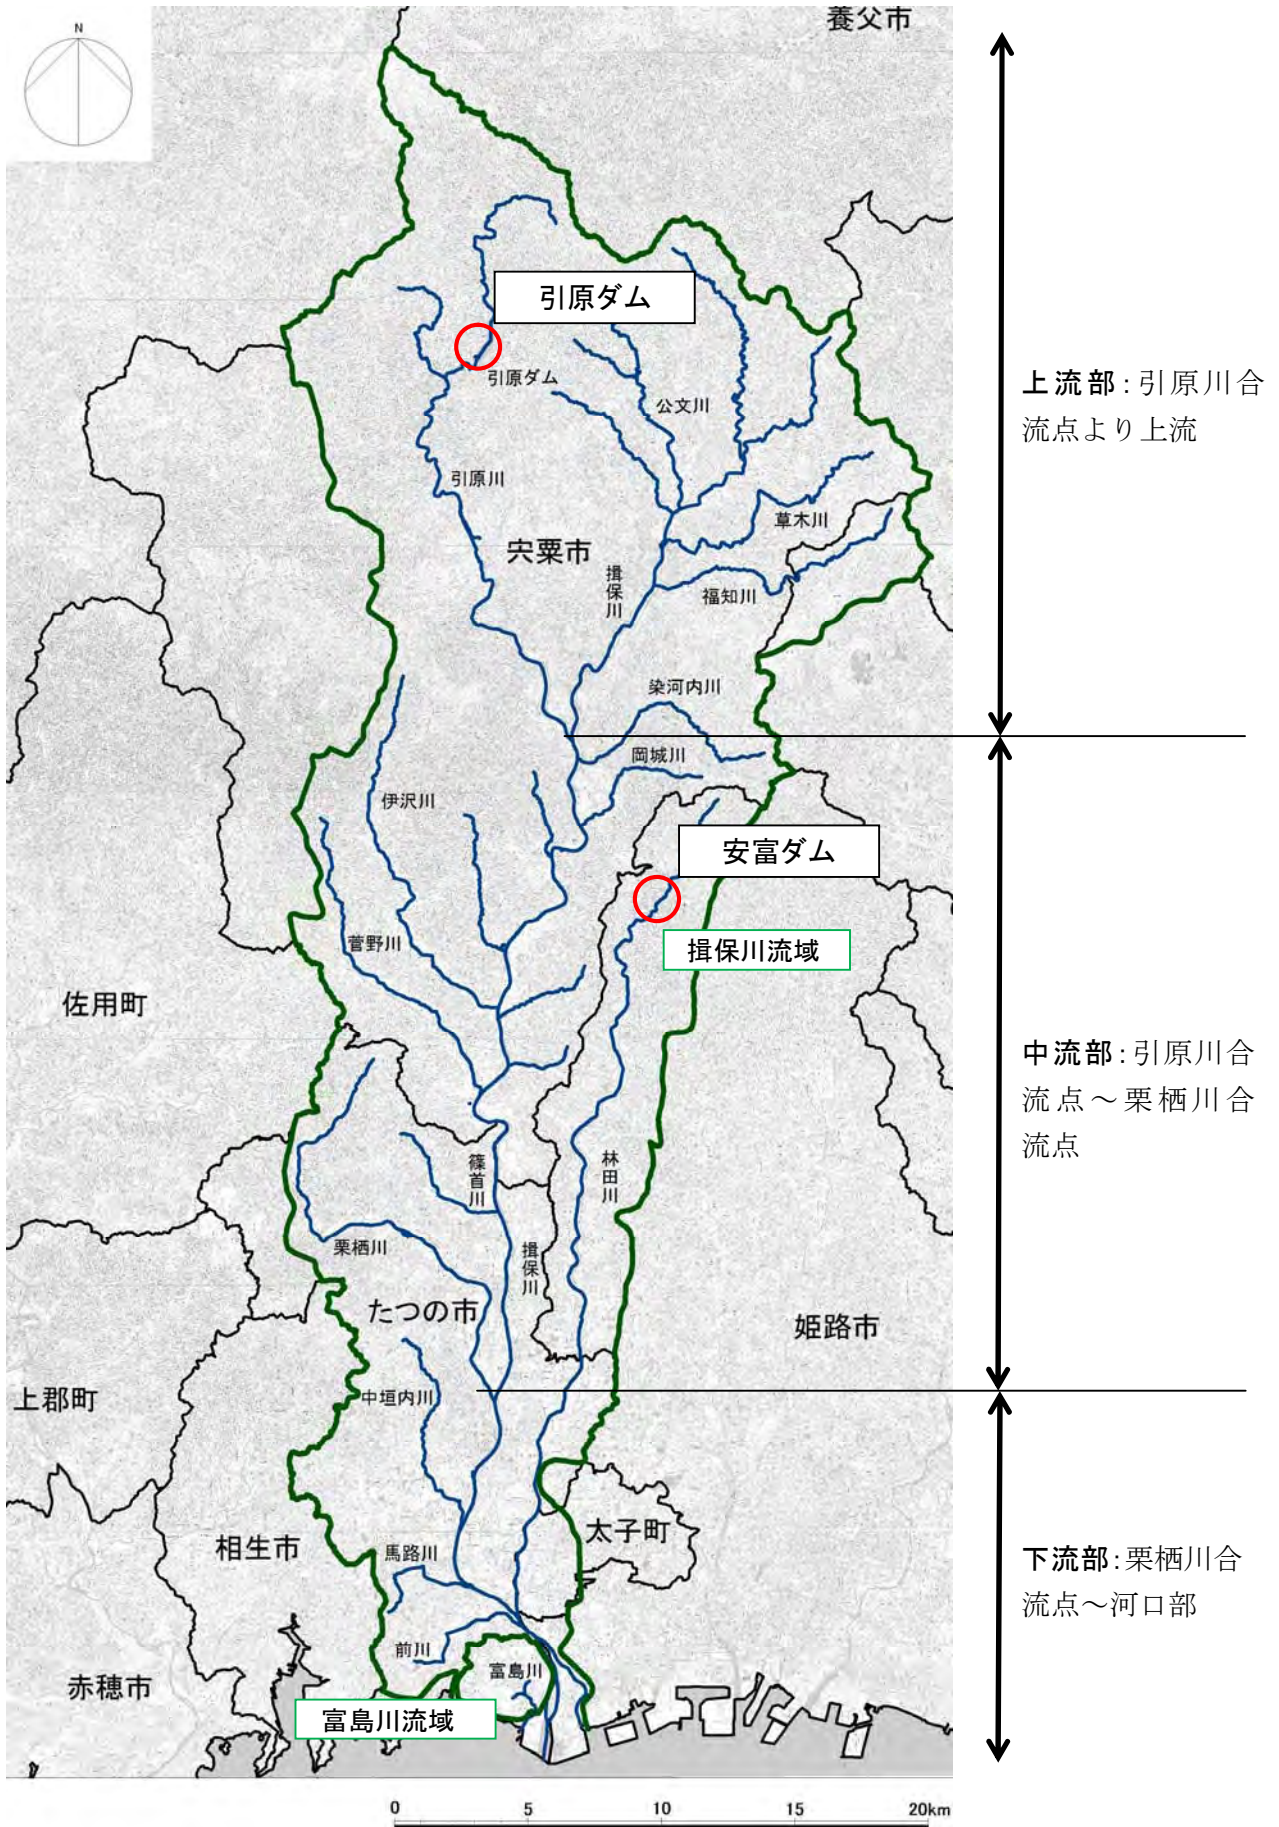 養父市
N
引原ダム
引原ダム
公文川
上流部：引原川合
流点より上流
引原川
草木川
宍粟市
揖保川
福知川
染河内川
岡城川
伊沢川
安富ダム
菅野川
揖保川流域
佐用町
中流部：引原川合
流点～栗栖川合
流点
篠首川
林田川
栗栖川
揖保川
たつの市
姫路市
中垣内川
上郡町
太子町
相生市
馬路川
下流部：栗栖川合
流点～河口部
前川
富島川
赤穂市
富島川流域
0 5 10 15 20km